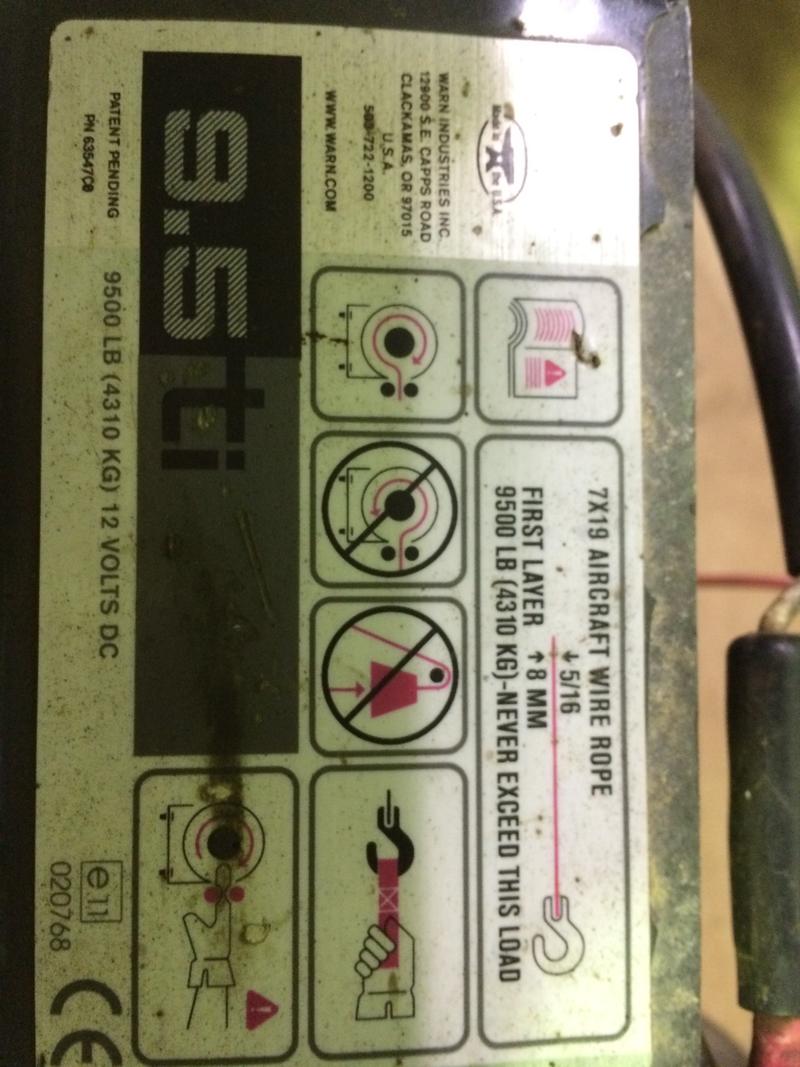 Made in the U.S.A.
WARN INDUSTRIES INC.
12900 S.E. CAPPS ROAD
CLACKAMAS, OR 97015
U.S.A.
503-722-1200
WWW.WARN.COM
9.5ti
PATENT PENDING
PN 63547C8
9500 LB (4310 KG) 12 VOLTS DC
7X19 AIRCRAFT WIRE ROPE
↓ 5/16
↑ 8 MM
FIRST LAYER
9500 LB (4310 KG)-NEVER EXCEED THIS LOAD
e11
020768
CE